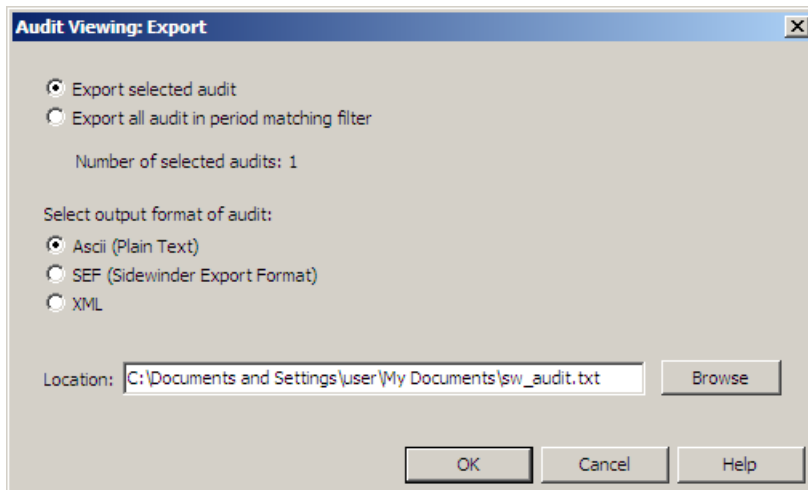 Audit Viewing: Export
Export selected audit
Export all audit in period matching filter
Number of selected audits: 1
Select output format of audit:
Ascii (Plain Text)
SEF (Sidewinder Export Format)
XML
Location: C:\Documents and Settings\user\My Documents\sw_audit.txt Browse
OK Cancel Help